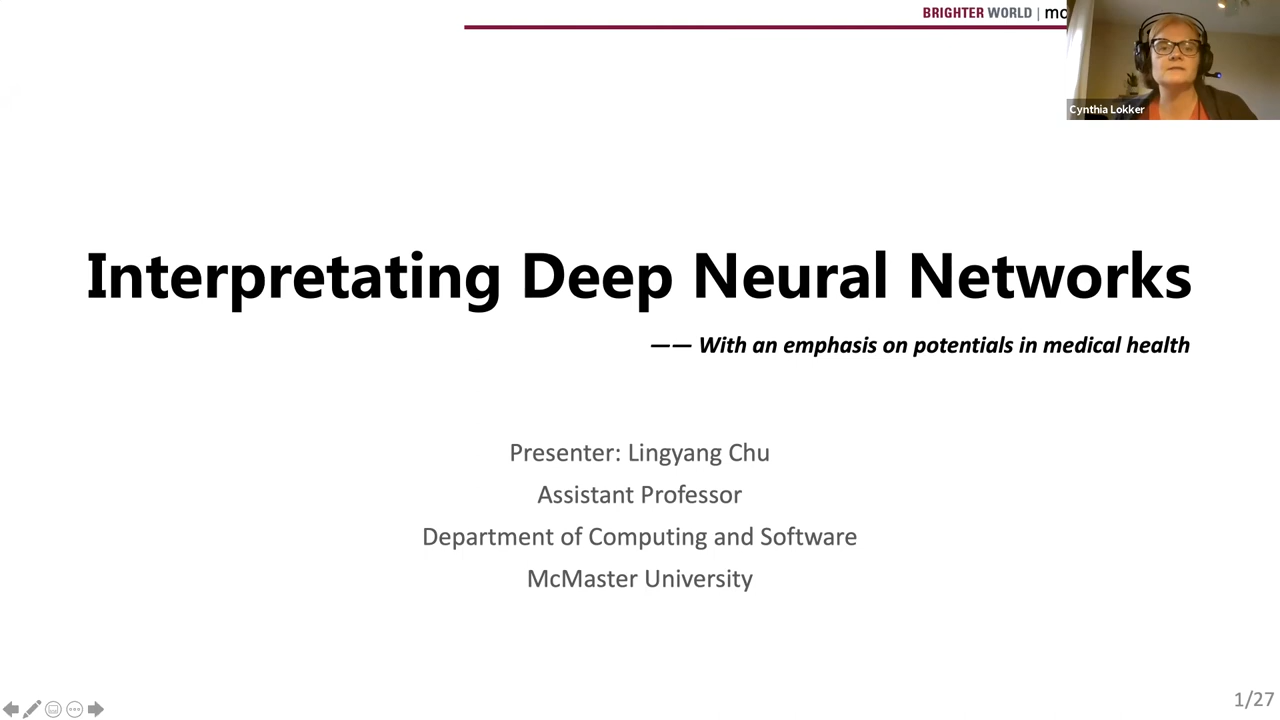 BRIGHTER WORLD |
Cynthia Lokker
Interpretating Deep Neural Networks
—— With an emphasis on potentials in medical health
Presenter: Lingyang Chu
Assistant Professor
Department of Computing and Software
McMaster University
1/27